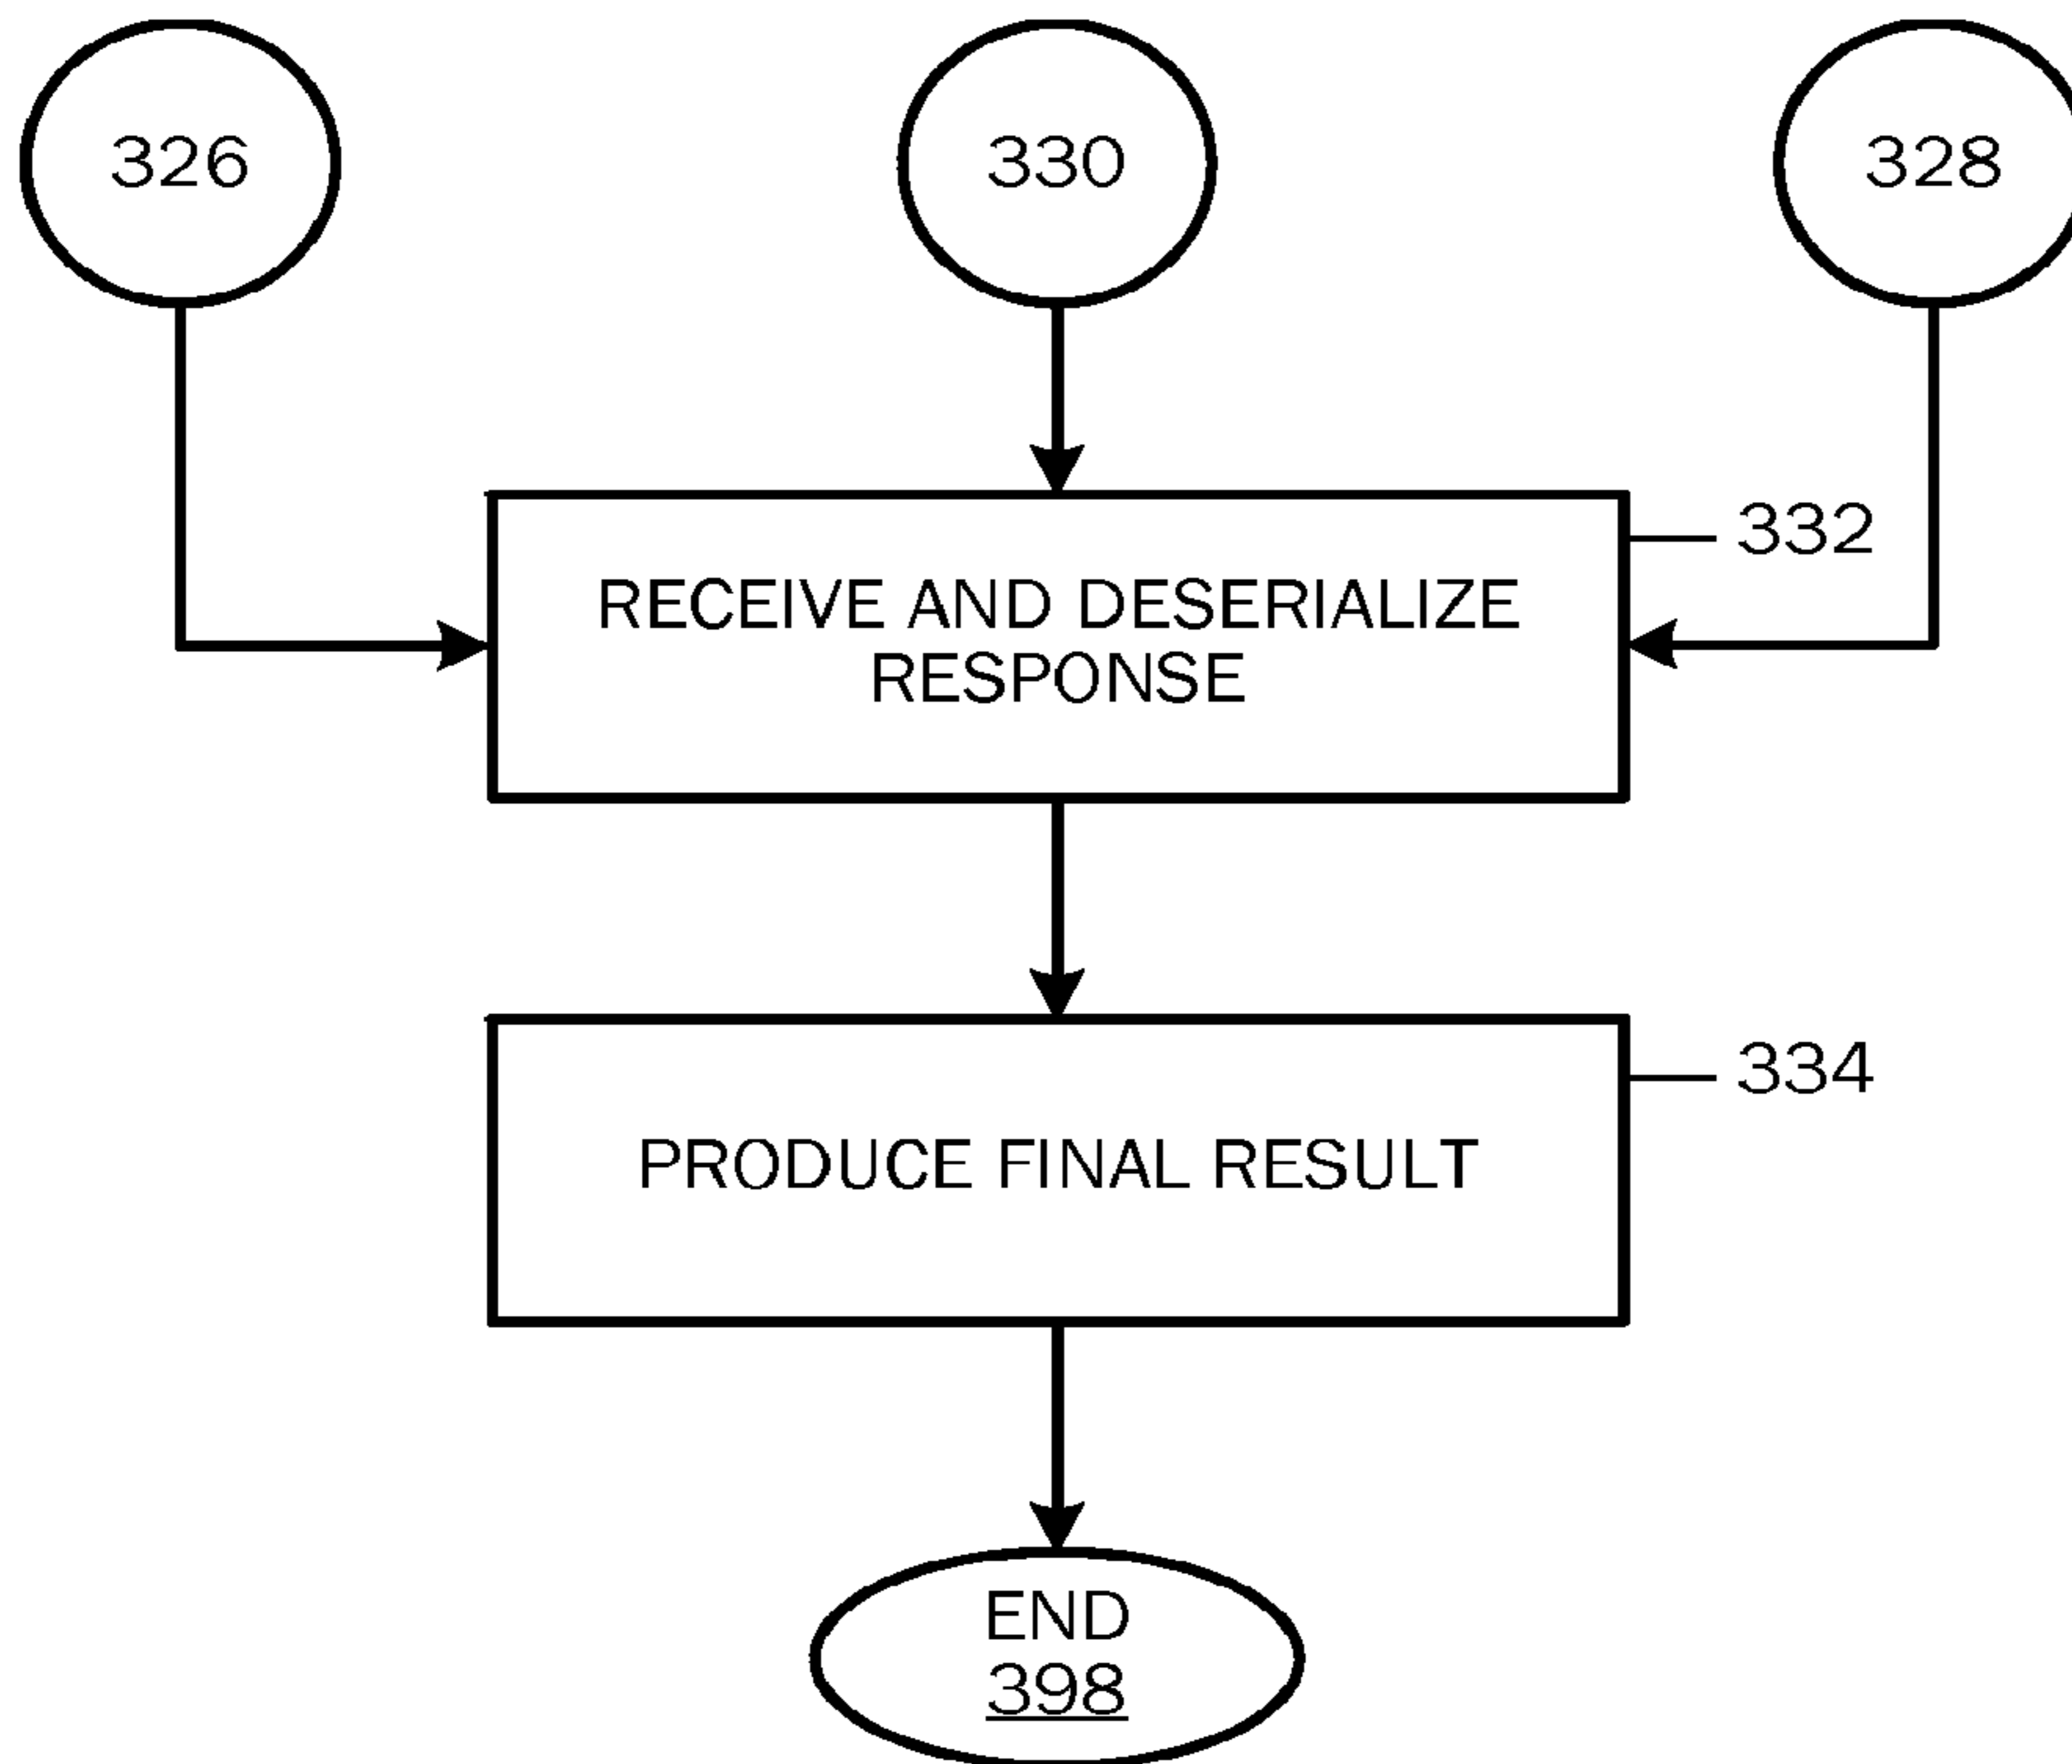 326
330
328
332
RECEIVE AND DESERIALIZE
RESPONSE
334
PRODUCE FINAL RESULT
END
398